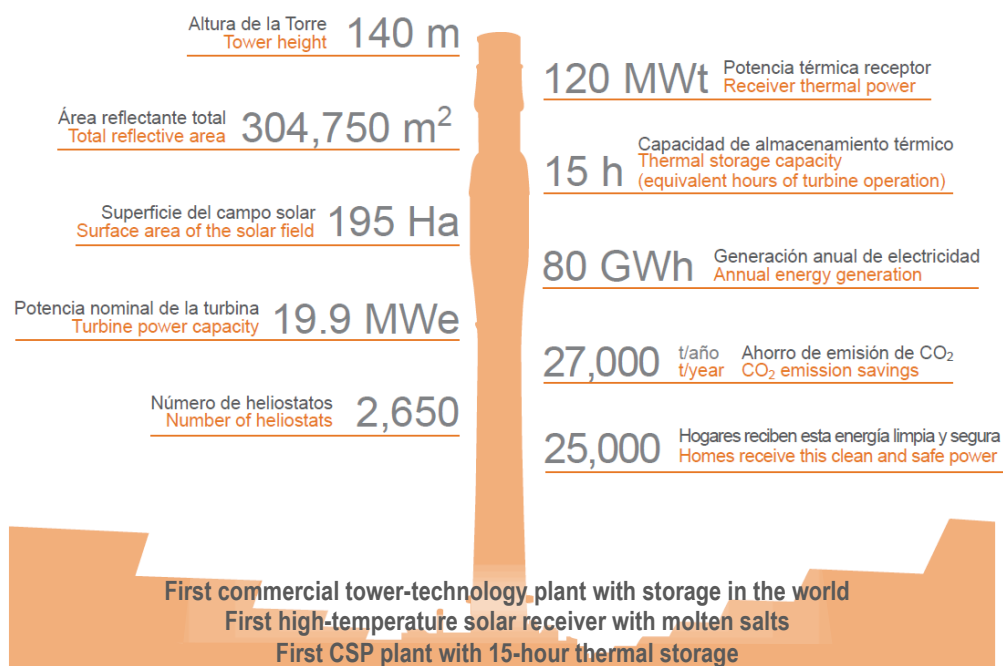 Altura de la Torre
Tower height
140 m
Área reflectante total
Total reflective area
304,750 m²
Superficie del campo solar
Surface area of the solar field
195 Ha
Potencia nominal de la turbina
Turbine power capacity
19.9 MWe
Número de heliostatos
Number of heliostats
2,650
120 MWt
Potencia térmica receptor
Receiver thermal power
15 h
Capacidad de almacenamiento térmico
Thermal storage capacity
(equivalent hours of turbine operation)
80 GWh
Generación anual de electricidad
Annual energy generation
27,000
t/año
t/year
Ahorro de emisión de CO₂
CO₂ emission savings
25,000
Hogares reciben esta energía limpia y segura
Homes receive this clean and safe power
First commercial tower-technology plant with storage in the world
First high-temperature solar receiver with molten salts
First CSP plant with 15-hour thermal storage